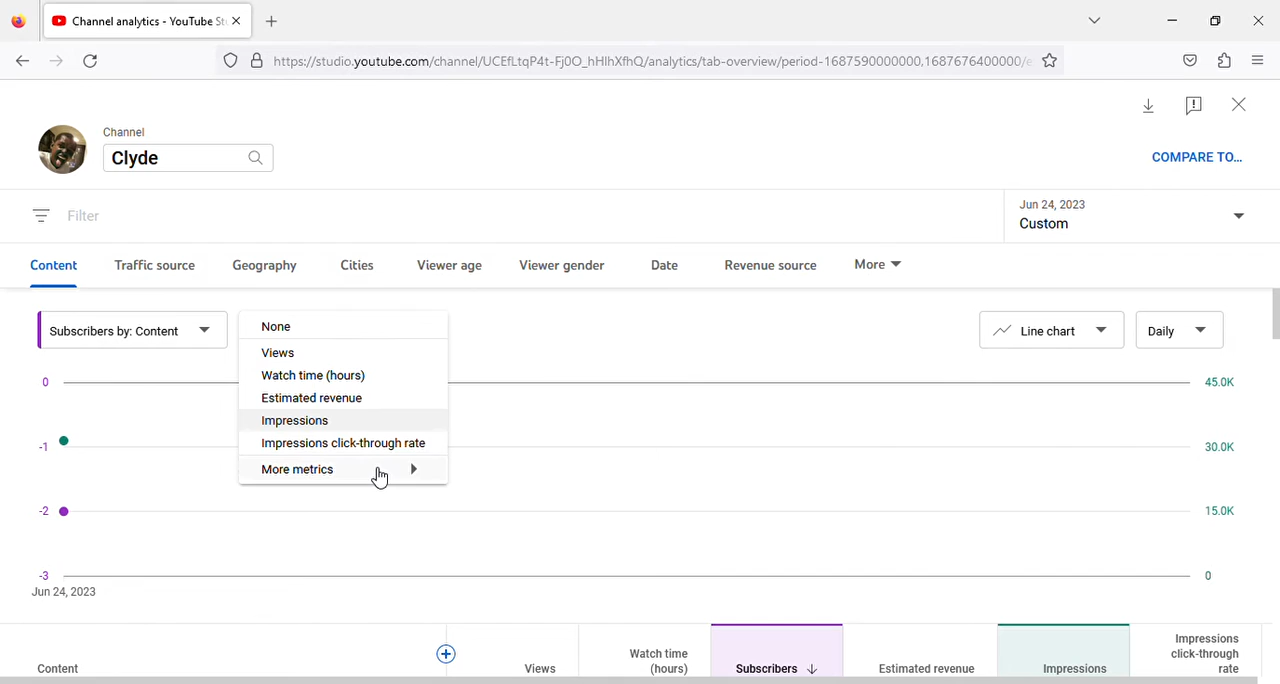 Channel analytics - YouTube St
https://studio.youtube.com/channel/UCEfLtqP4t-Fj0O_hHlhXfhQ/analytics/tab-overview/period-1687590000000,1687676400000/e
Channel
Clyde
COMPARE TO...
Filter
Jun 24, 2023
Custom
Content
Traffic source
Geography
Cities
Viewer age
Viewer gender
Date
Revenue source
More
Subscribers by: Content
None
Views
Watch time (hours)
Estimated revenue
Impressions
Impressions click-through rate
More metrics
Line chart
Daily
0
-1
-2
-3
45.0K
30.0K
15.0K
0
Jun 24, 2023
Content
Views
Watch time
(hours)
Subscribers
Estimated revenue
Impressions
Impressions
click-through
rate